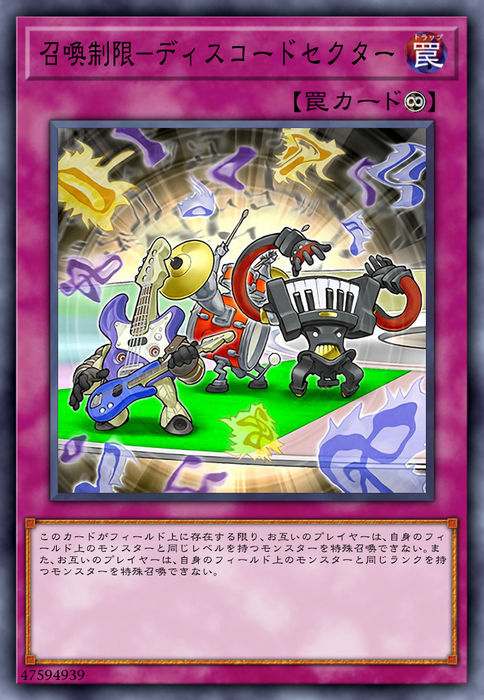 召喚制限－ディスコードセクター
トラップ
罠
【罠カード】
このカードがフィールド上に存在する限り、お互いのプレイヤーは、自身のフィ
ールド上のモンスターと同じレベルを持つモンスターを特殊召喚できない。ま
た、お互いのプレイヤーは、自身のフィールド上のモンスターと同じランクを持
つモンスターを特殊召喚できない。
47594939